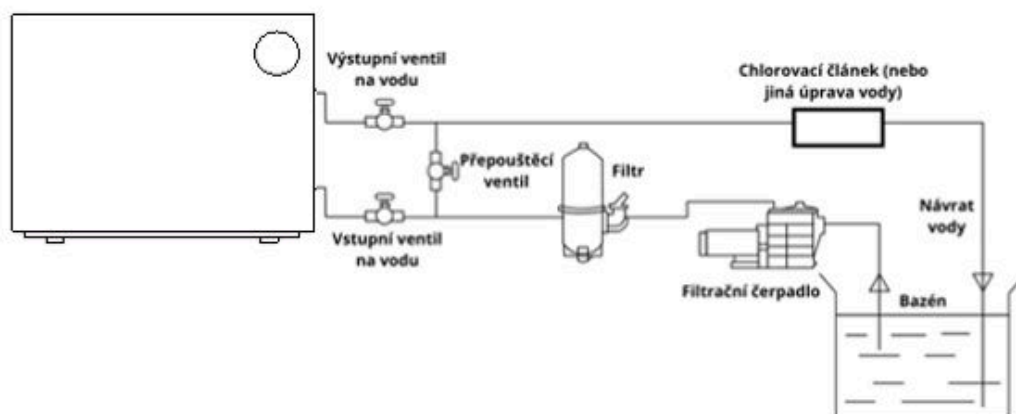 Výstupní ventil
na vodu
Chlorovací článek (nebo
jiná úprava vody)
Přepouštěcí
ventil
Filtr
Návrat
vody
Vstupní ventil
na vodu
Filtrační čerpadlo
Bazén